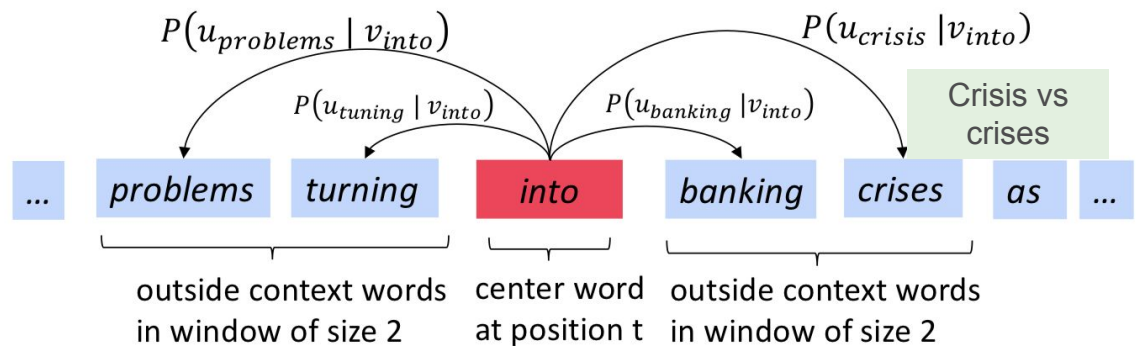 P(u_problems | v_into)
P(u_crisis |v_into)
P(u_tuning | v_into)
P(u_banking |v_into)
Crisis vs
crises
... problems turning into banking crises as ...
outside context words
in window of size 2
center word
at position t
outside context words
in window of size 2